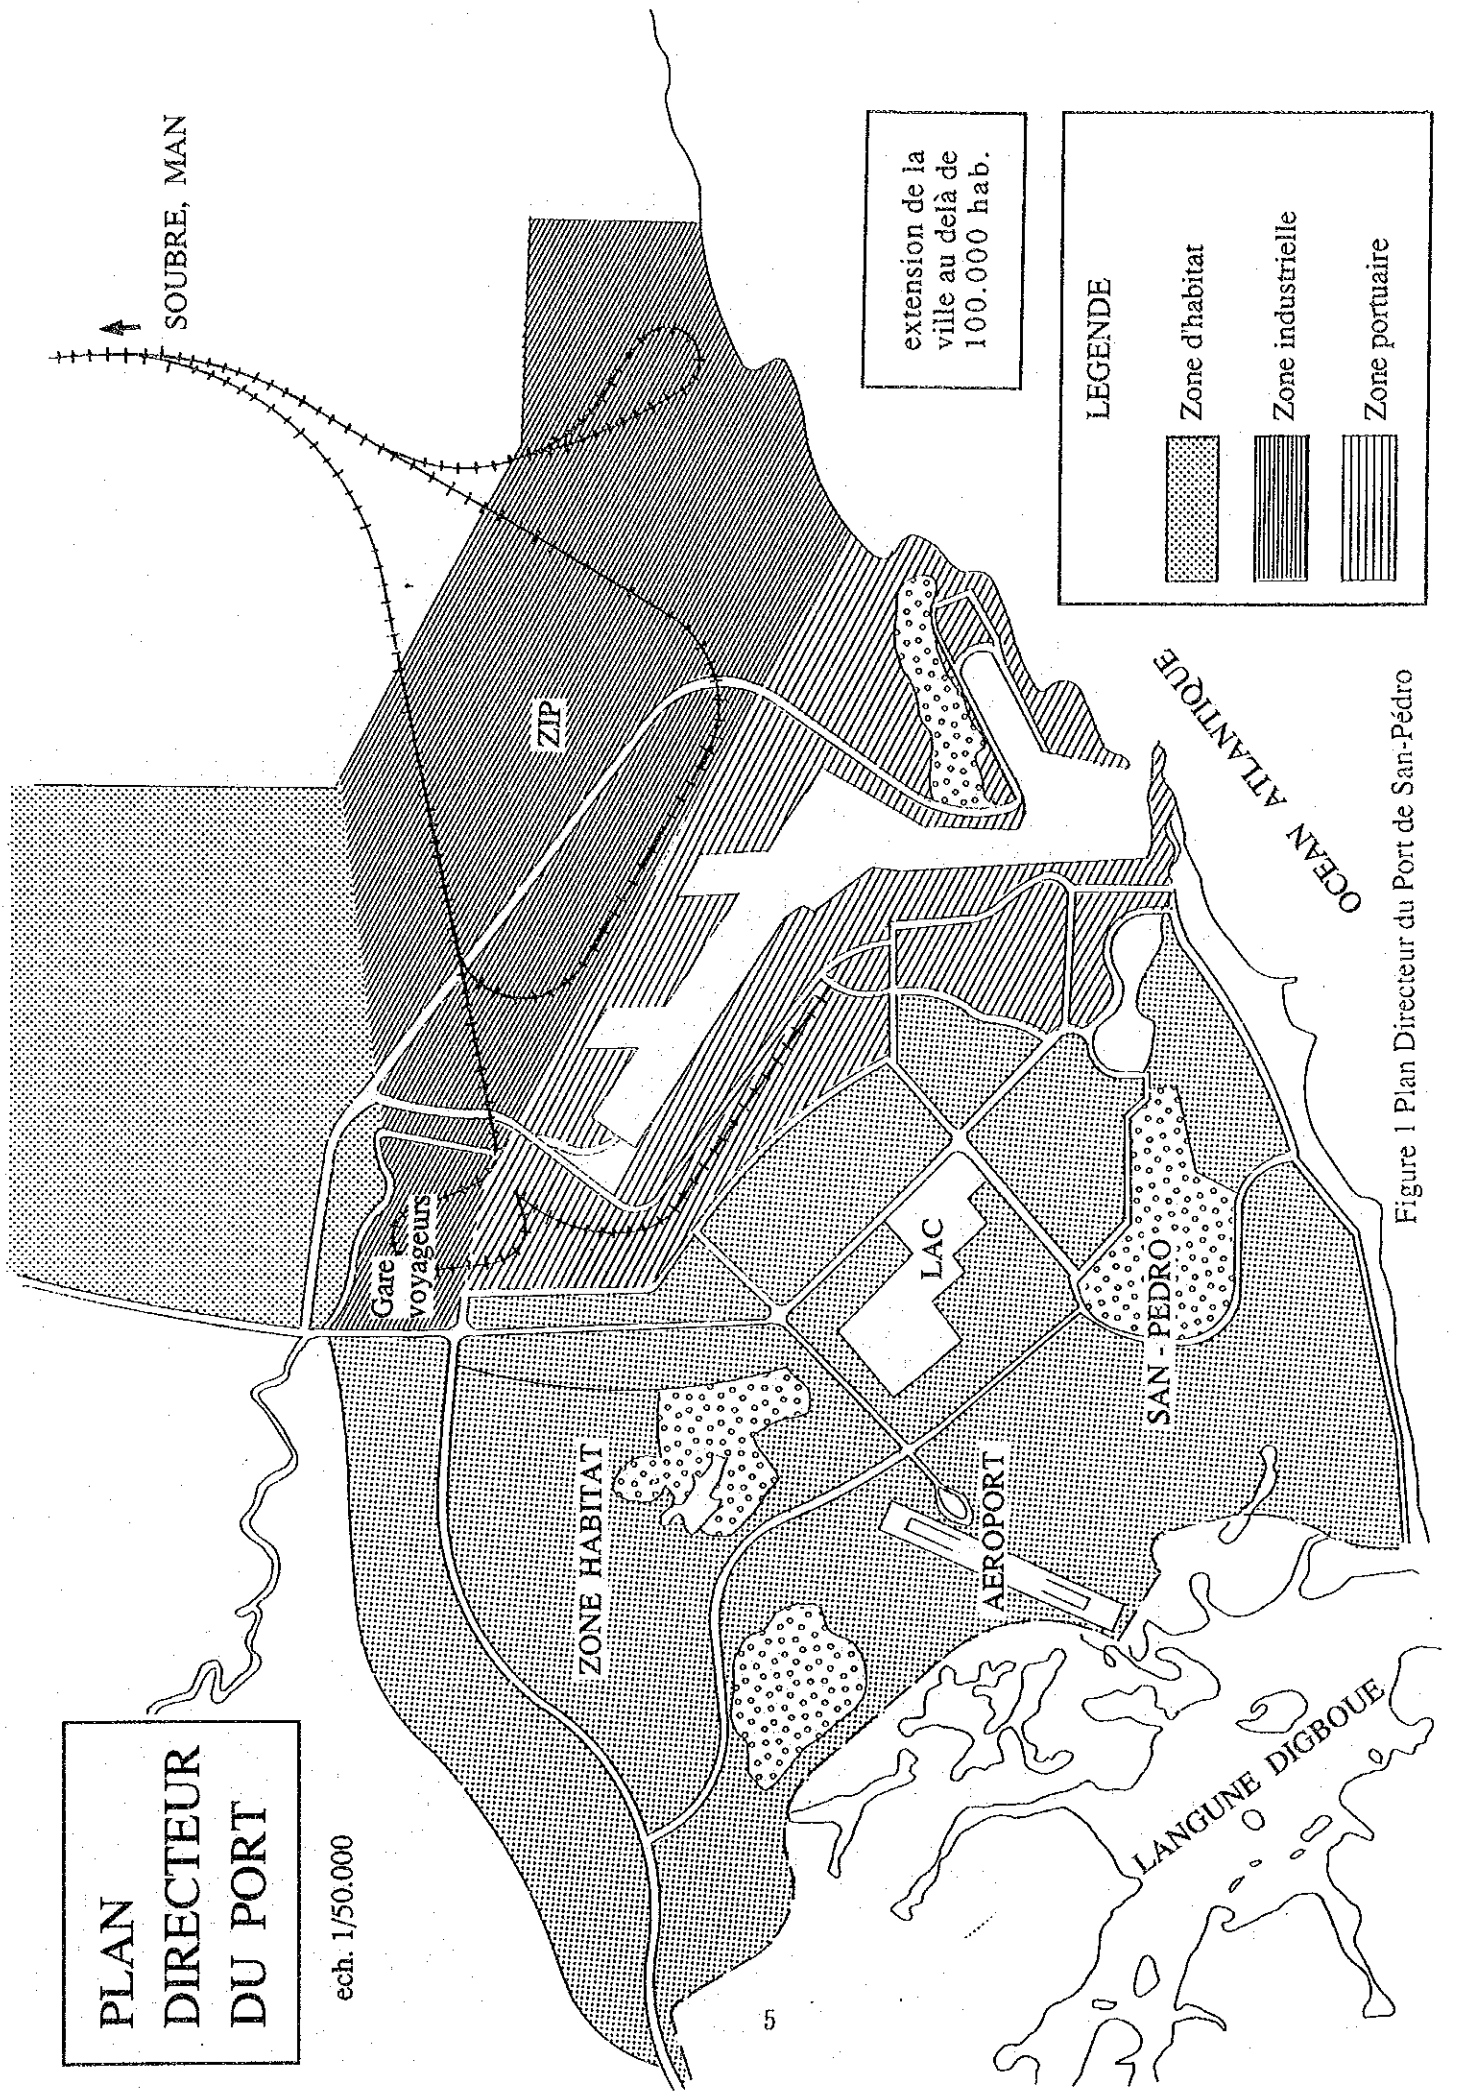 PLAN
DIRECTEUR
DU PORT
ech. 1/50.000
SOUBRE, MAN
ZIP
Gare
voyageurs
ZONE HABITAT
LAC
AEROPORT
SAN - PEDRO
LANGUNE DIGBOUE
OCEAN ATLANTIQUE
extension de la
ville au delà de
100.000 hab.
LEGENDE
Zone d'habitat
Zone industrielle
Zone portuaire
Figure 1 Plan Directeur du Port de San-Pédro
5